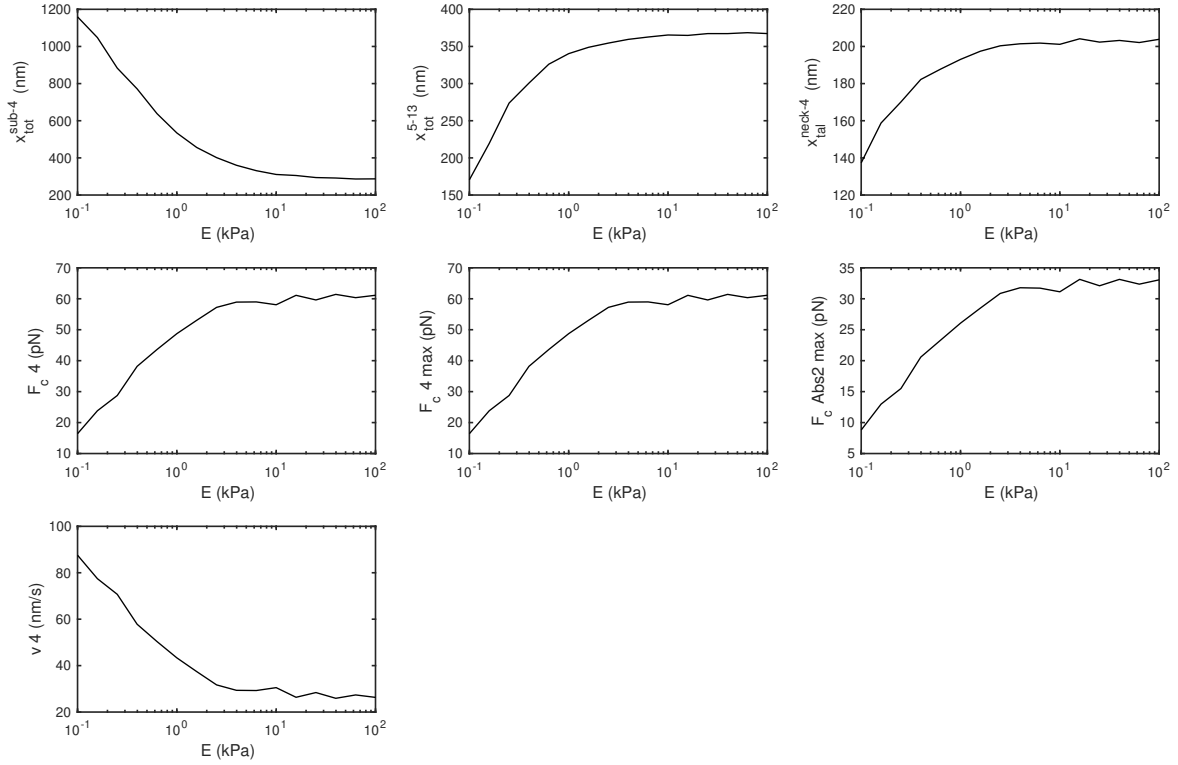 1200
1000
800
600
400
200
x_tot^sub-4 (nm)
10^-1 10^0 10^1 10^2
E (kPa)
400
350
300
250
200
150
x_tot^5-13 (nm)
10^-1 10^0 10^1 10^2
E (kPa)
220
200
180
160
140
120
x_tal^neck-4 (nm)
10^-1 10^0 10^1 10^2
E (kPa)
70
60
50
40
30
20
10
F_c 4 (pN)
10^-1 10^0 10^1 10^2
E (kPa)
70
60
50
40
30
20
10
F_c 4 max (pN)
10^-1 10^0 10^1 10^2
E (kPa)
35
30
25
20
15
10
5
F_c Abs2 max (pN)
10^-1 10^0 10^1 10^2
E (kPa)
100
80
60
40
20
v 4 (nm/s)
10^-1 10^0 10^1 10^2
E (kPa)